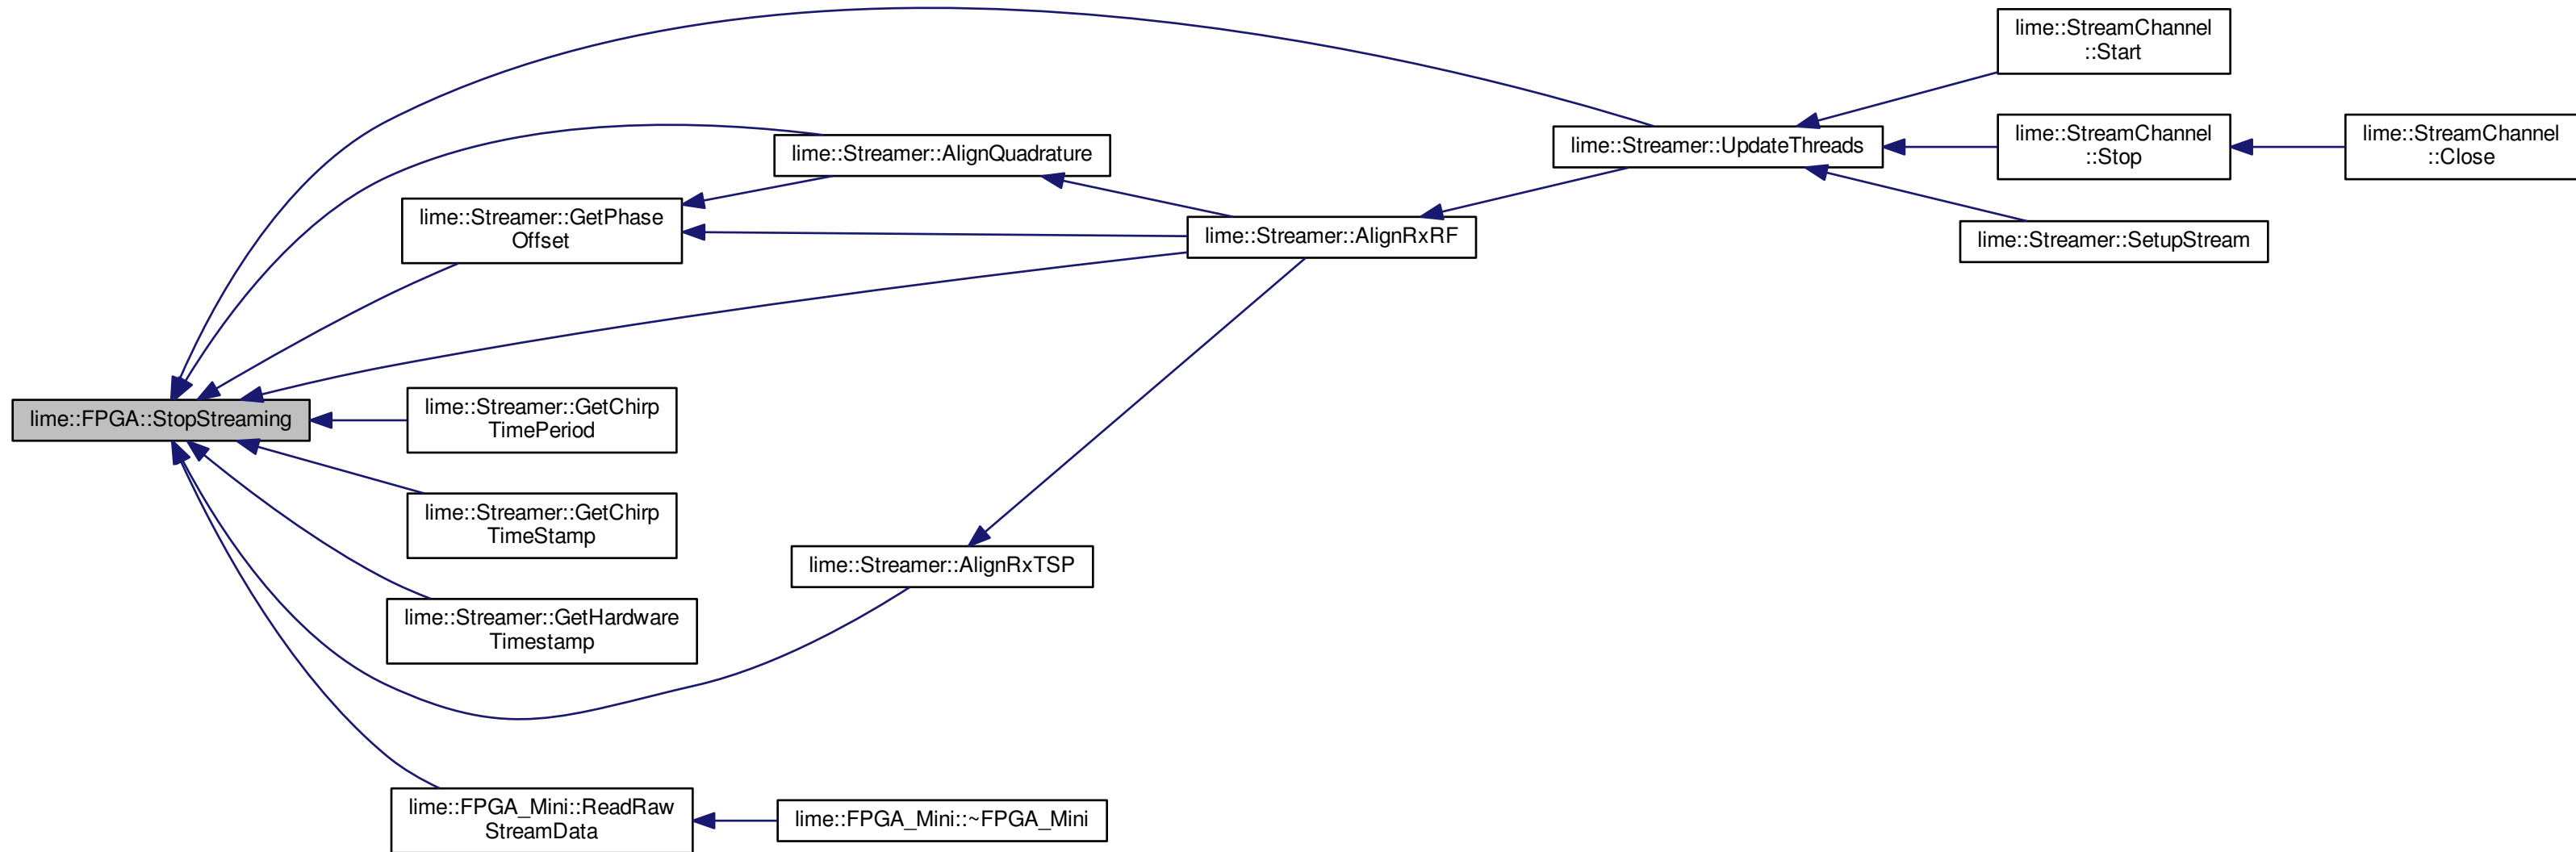 lime::StreamChannel
::Start
lime::Streamer::UpdateThreads
lime::StreamChannel
::Stop
lime::StreamChannel
::Close
lime::Streamer::AlignQuadrature
lime::Streamer::GetPhase
Offset
lime::Streamer::AlignRxRF
lime::Streamer::SetupStream
lime::FPGA::StopStreaming
lime::Streamer::GetChirp
TimePeriod
lime::Streamer::GetChirp
TimeStamp
lime::Streamer::AlignRxTSP
lime::Streamer::GetHardware
Timestamp
lime::FPGA_Mini::ReadRaw
StreamData
lime::FPGA_Mini::~FPGA_Mini